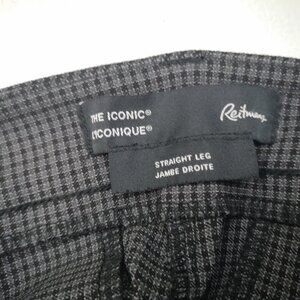 THE ICONIC®
L'ICONIQUE®
Reitmans
STRAIGHT LEG
JAMBE DROITE